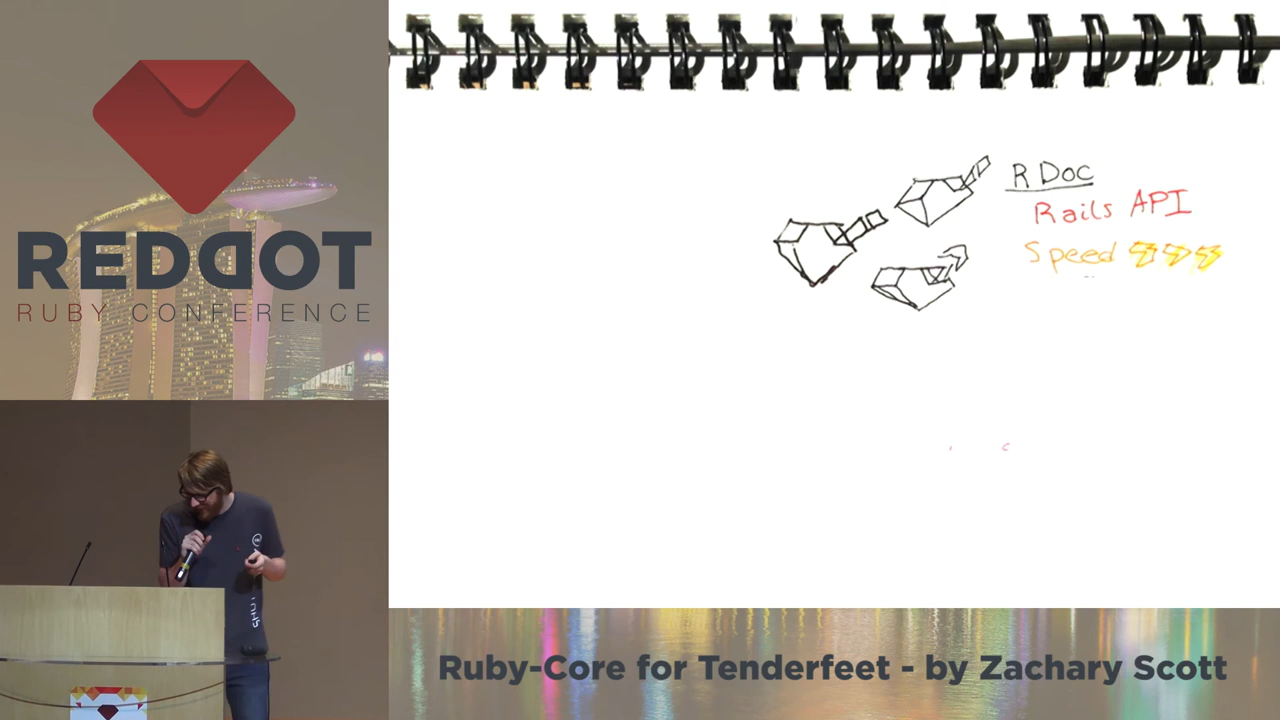 REDDOT
RUBY CONFERENCE
R Doc
Rails API
Speed
Ruby-Core for Tenderfeet - by Zachary Scott